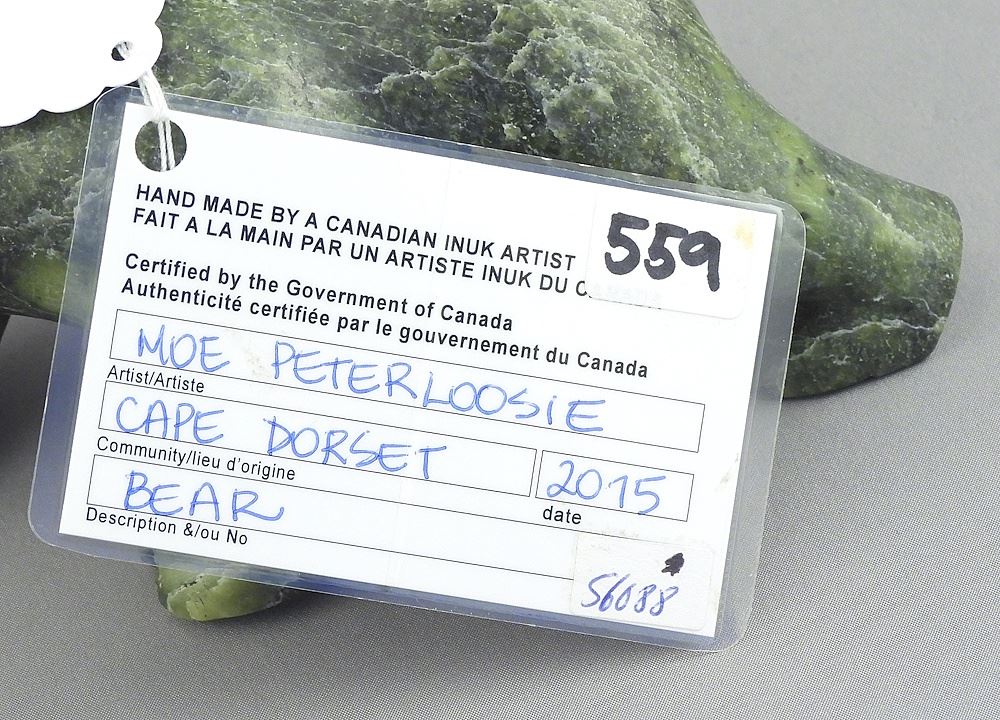 HAND MADE BY A CANADIAN INUK ARTIST
FAIT A LA MAIN PAR UN ARTISTE INUK DU CANADA
559
Certified by the Government of Canada
Authenticité certifiée par le gouvernement du Canada
MOE PETERLOOSIE
Artist/Artiste
CAPE DORSET
2015
Community/lieu d'origine
date
BEAR
Description &/ou No
56088